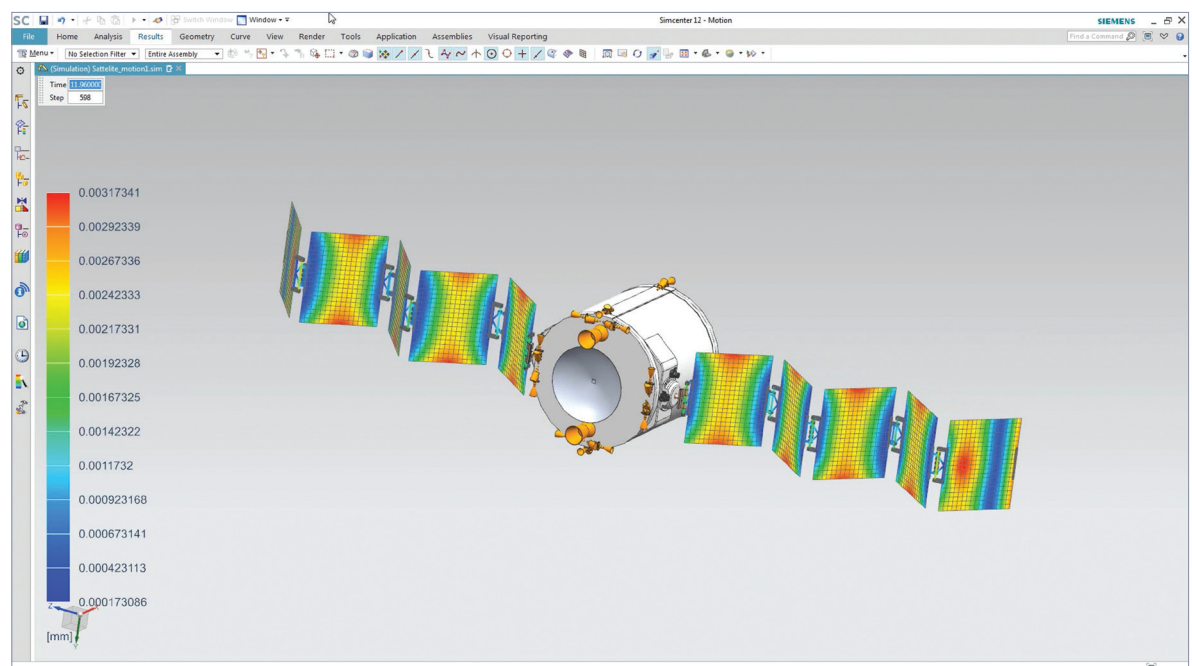 SC Switch Window Window Simcenter 12 - Motion SIEMENS
File Home Analysis Results Geometry Curve View Render Tools Application Assemblies Visual Reporting Find a Command
Menu No Selection Filter Entire Assembly
(Simulation) Sattelite_motion1.sim
Time 11.960000
Step 598
0.00317341
0.00292339
0.00267336
0.00242333
0.00217331
0.00192328
0.00167325
0.00142322
0.0011732
0.000923168
0.000673141
0.000423113
0.000173086
Z X
[mm] Y